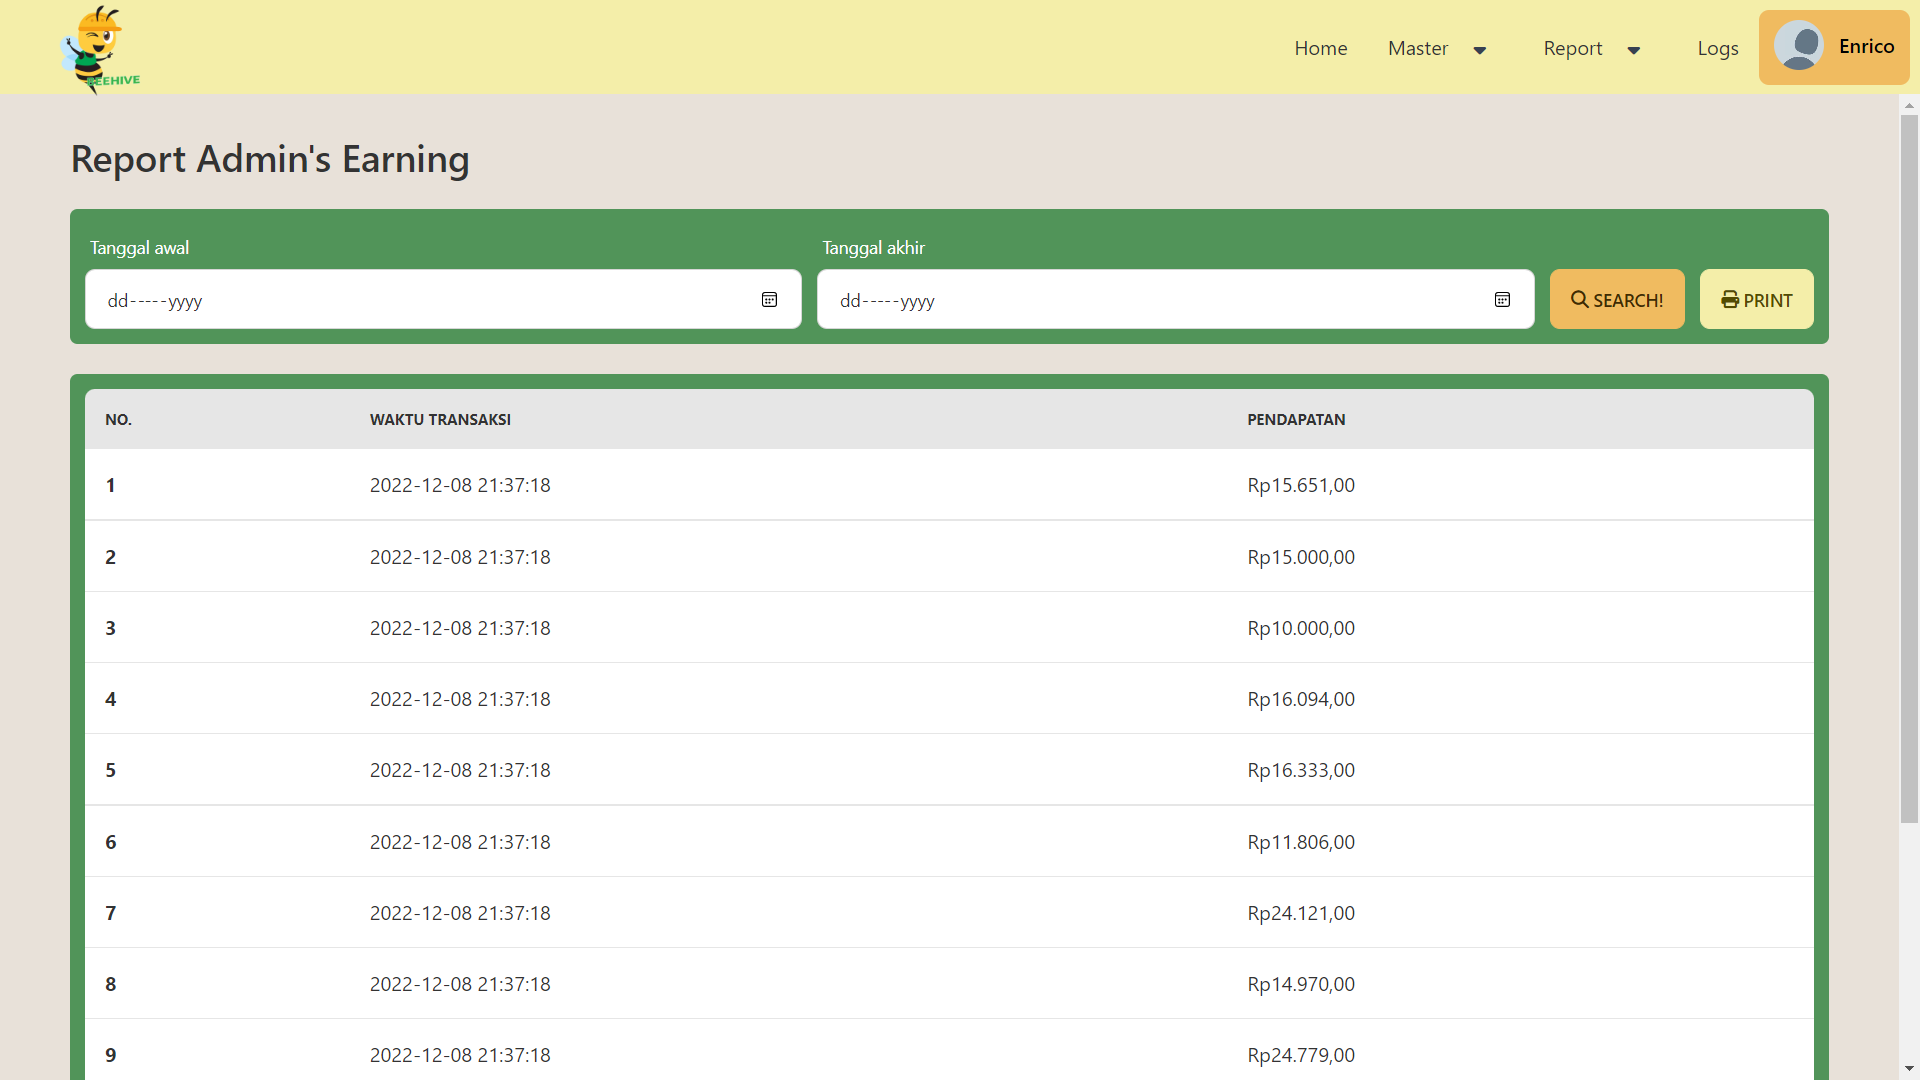 BEEHIVE
Home Master Report Logs Enrico
Report Admin's Earning
Tanggal awal Tanggal akhir
dd-----yyyy dd-----yyyy SEARCH! PRINT
NO. WAKTU TRANSAKSI PENDAPATAN
1 2022-12-08 21:37:18 Rp15.651,00
2 2022-12-08 21:37:18 Rp15.000,00
3 2022-12-08 21:37:18 Rp10.000,00
4 2022-12-08 21:37:18 Rp16.094,00
5 2022-12-08 21:37:18 Rp16.333,00
6 2022-12-08 21:37:18 Rp11.806,00
7 2022-12-08 21:37:18 Rp24.121,00
8 2022-12-08 21:37:18 Rp14.970,00
9 2022-12-08 21:37:18 Rp24.779,00